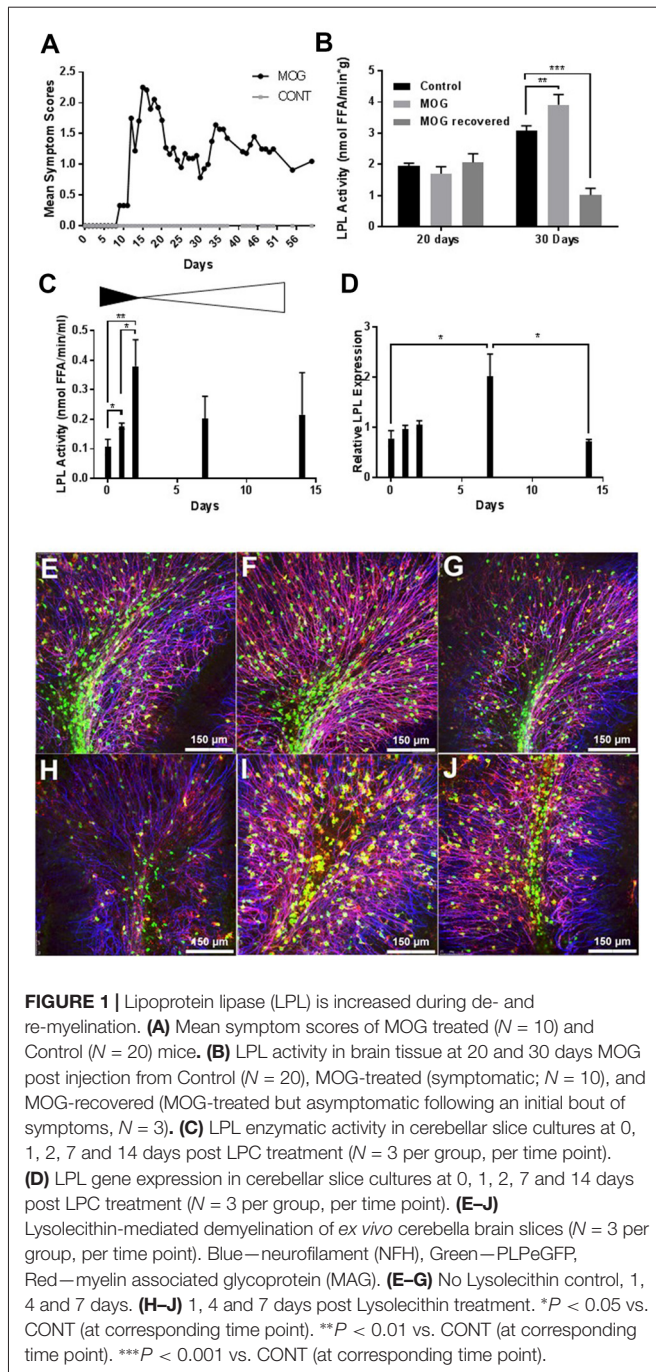 A
B
MOG
CONT
Mean Symptom Scores
2.5
2.0
1.5
1.0
0.5
0.0
0 5 10 15 20 25 30 35 40 46 51 56
Days
Control
MOG
MOG recovered
***
**
LPL Activity (nmol FFA/min*g)
5
4
3
2
1
0
20 days 30 Days
C
D
**
*
*
LPL Activity (nmol FFA/min/ml)
0.5
0.4
0.3
0.2
0.1
0.0
0 5 10 15
Days
* *
Relative LPL Expression
3
2
1
0
0 5 10 15
Days
E F G
150 µm 150 µm 150 µm
H I J
150 µm 150 µm 150 µm
FIGURE 1 | Lipoprotein lipase (LPL) is increased during de- and
re-myelination. (A) Mean symptom scores of MOG treated (N = 10) and
Control (N = 20) mice. (B) LPL activity in brain tissue at 20 and 30 days MOG
post injection from Control (N = 20), MOG-treated (symptomatic; N = 10), and
MOG-recovered (MOG-treated but asymptomatic following an initial bout of
symptoms, N = 3). (C) LPL enzymatic activity in cerebellar slice cultures at 0,
1, 2, 7 and 14 days post LPC treatment (N = 3 per group, per time point).
(D) LPL gene expression in cerebellar slice cultures at 0, 1, 2, 7 and 14 days
post LPC treatment (N = 3 per group, per time point). (E–J)
Lysolecithin-mediated demyelination of ex vivo cerebella brain slices (N = 3 per
group, per time point). Blue—neurofilament (NFH), Green—PLPeGFP,
Red—myelin associated glycoprotein (MAG). (E–G) No Lysolecithin control, 1,
4 and 7 days. (H–J) 1, 4 and 7 days post Lysolecithin treatment. *P < 0.05 vs.
CONT (at corresponding time point). **P < 0.01 vs. CONT (at corresponding
time point). ***P < 0.001 vs. CONT (at corresponding time point).